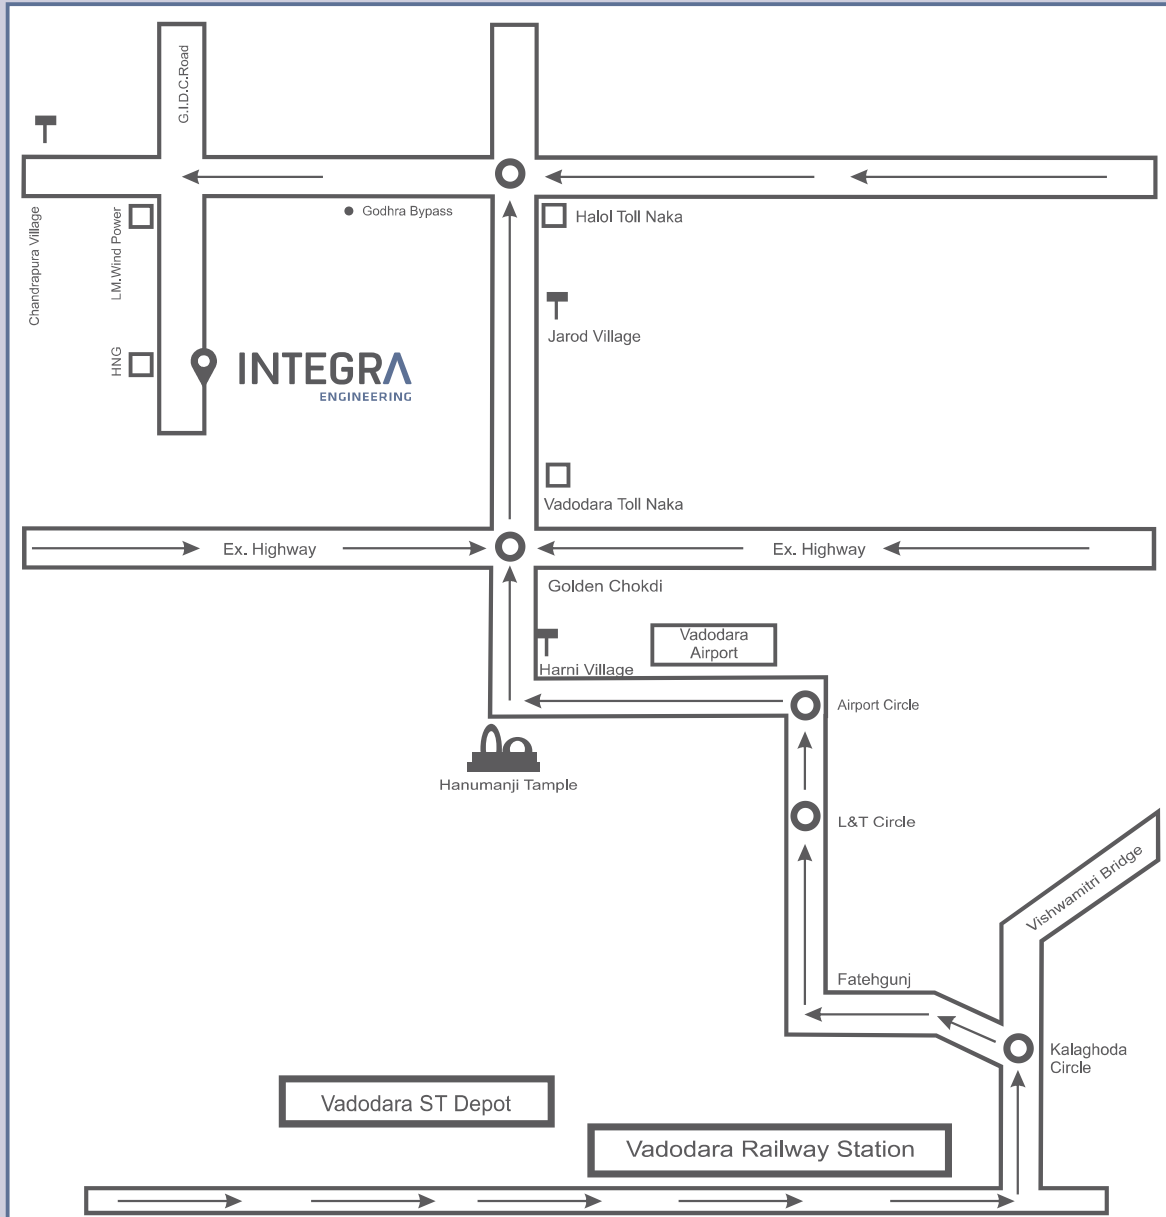 G.I.D.C.Road
Chandrapura Village
LM.Wind Power
Godhra Bypass
Halol Toll Naka
Jarod Village
HNG
INTEGRA
ENGINEERING
Vadodara Toll Naka
Ex. Highway
Ex. Highway
Golden Chokdi
Vadodara
Airport
Harni Village
Airport Circle
Hanumanji Tample
L&T Circle
Vishwamitri Bridge
Fatehgunj
Kalaghoda
Circle
Vadodara ST Depot
Vadodara Railway Station